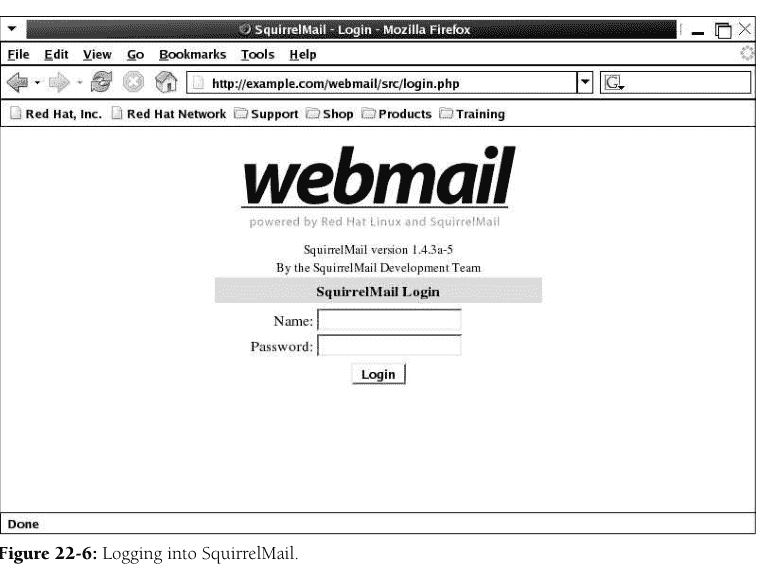 SquirrelMail - Login - Mozilla Firefox
File Edit View Go Bookmarks Tools Help
http://example.com/webmail/src/login.php G
Red Hat, Inc. Red Hat Network Support Shop Products Training
webmail
powered by Red Hat Linux and SquirrelMail
SquirrelMail version 1.4.3a-5
By the SquirrelMail Development Team
SquirrelMail Login
Name:
Password:
Login
Done
Figure 22-6: Logging into SquirrelMail.